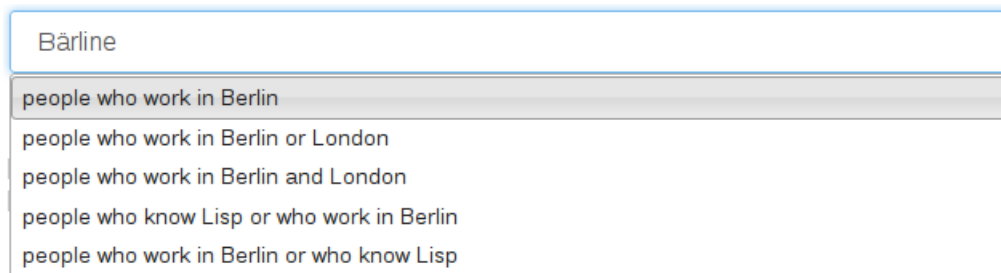 Bärline
people who work in Berlin
people who work in Berlin or London
people who work in Berlin and London
people who know Lisp or who work in Berlin
people who work in Berlin or who know Lisp